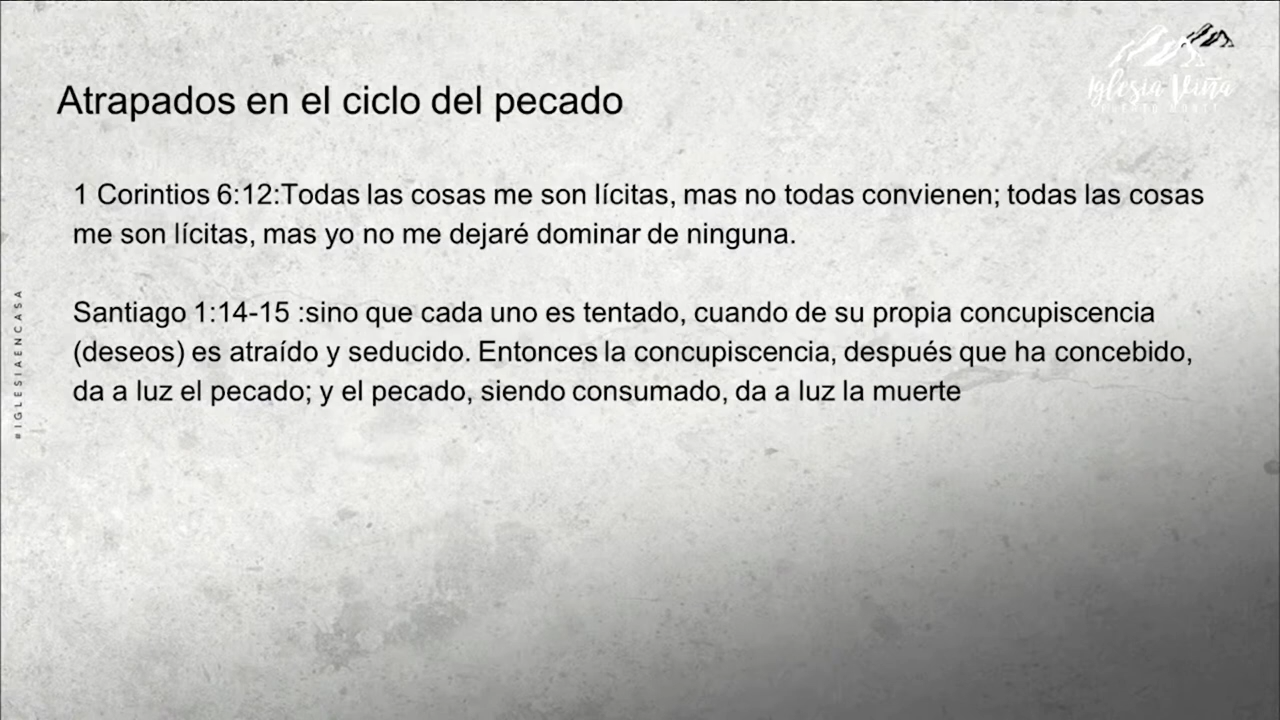 Iglesia Viña
Atrapados en el ciclo del pecado
1 Corintios 6:12:Todas las cosas me son lícitas, mas no todas convienen; todas las cosas
me son lícitas, mas yo no me dejaré dominar de ninguna.
Santiago 1:14-15 :sino que cada uno es tentado, cuando de su propia concupiscencia
(deseos) es atraído y seducido. Entonces la concupiscencia, después que ha concebido,
da a luz el pecado; y el pecado, siendo consumado, da a luz la muerte
#IGLESIAENCASA